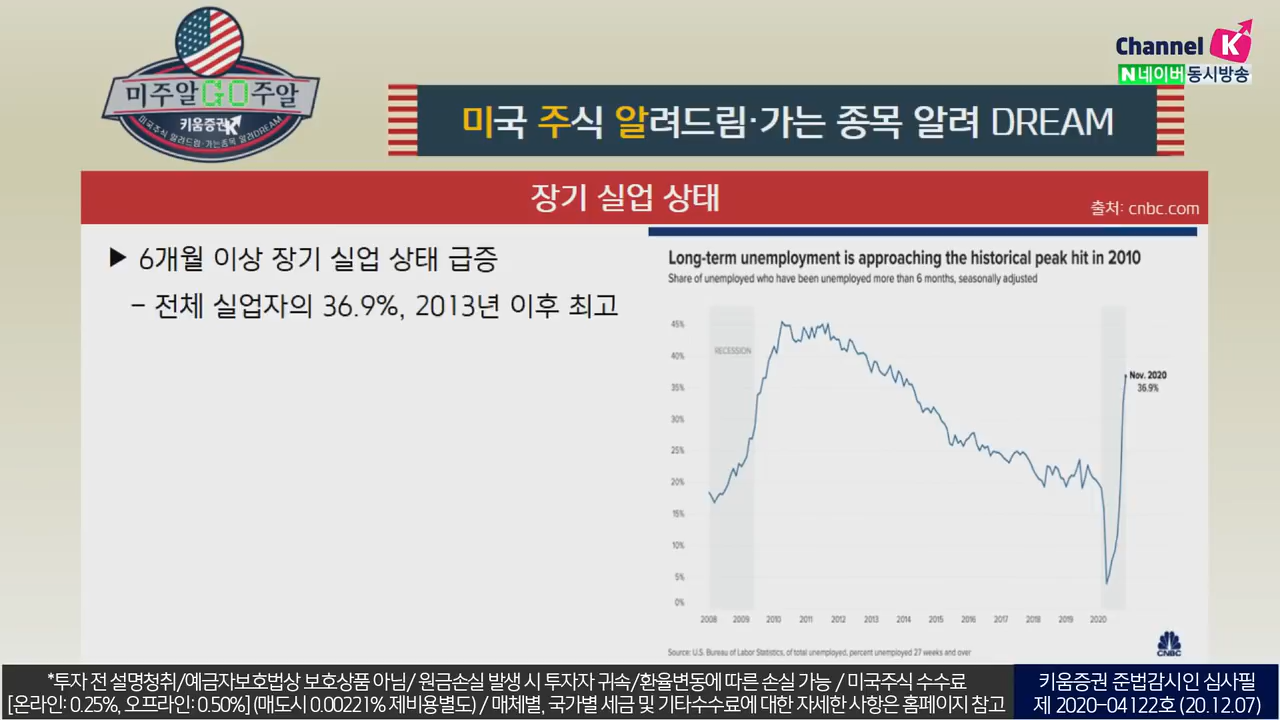 미주알GO주알
키움증권K
미국주식 알려드림·가는종목 알려DREAM
Channel K
N 네이버 동시방송
미국 주식 알려드림·가는 종목 알려 DREAM
장기 실업 상태
출처: cnbc.com
▶ 6개월 이상 장기 실업 상태 급증
– 전체 실업자의 36.9%, 2013년 이후 최고
Long-term unemployment is approaching the historical peak hit in 2010
Share of unemployed who have been unemployed more than 6 months, seasonally adjusted
45%
RECESSION
40%
Nov. 2020
35%
36.9%
30%
25%
20%
15%
10%
5%
0%
2008 2009 2010 2011 2012 2013 2014 2015 2016 2017 2018 2019 2020
Source: U.S. Bureau of Labor Statistics, of total unemployed, percent unemployed 27 weeks and over
CNBC
*투자 전 설명청취/예금자보호법상 보호상품 아님/ 원금손실 발생 시 투자자 귀속/환율변동에 따른 손실 가능 / 미국주식 수수료
[온라인: 0.25%, 오프라인: 0.50%] (매도시 0.00221% 제비용별도) / 매체별, 국가별 세금 및 기타수수료에 대한 자세한 사항은 홈페이지 참고
키움증권 준법감시인 심사필
제 2020-04122호 (20.12.07)